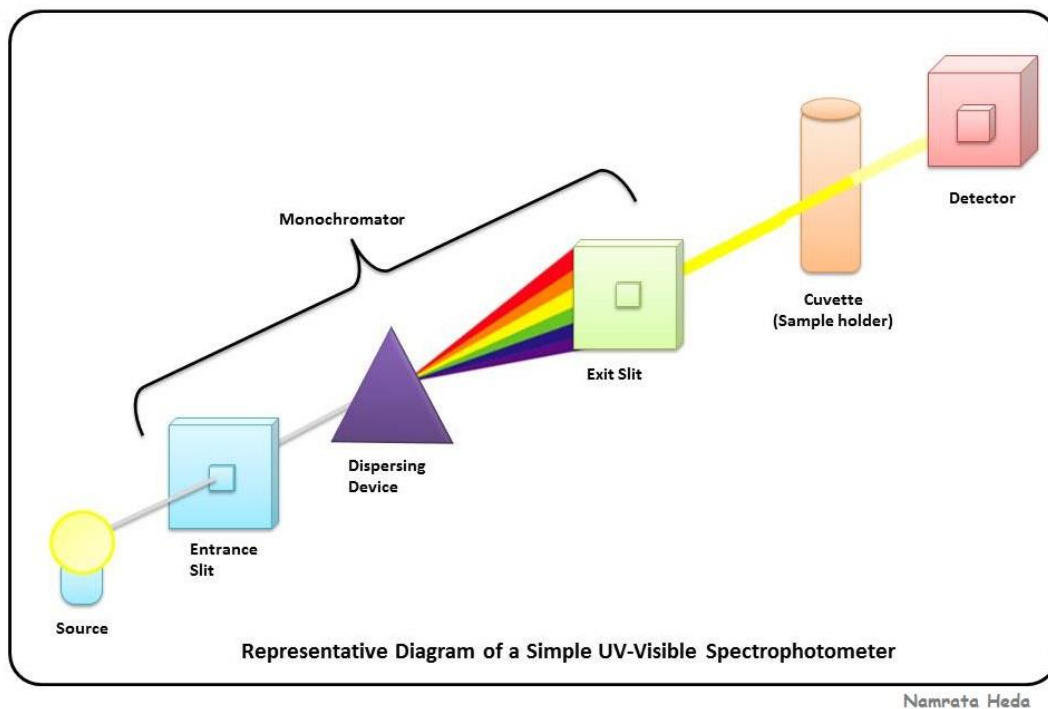 Monochromator
Detector
Cuvette
(Sample holder)
Exit Slit
Dispersing
Device
Entrance
Slit
Source
Representative Diagram of a Simple UV-Visible Spectrophotometer
Namrata Heda